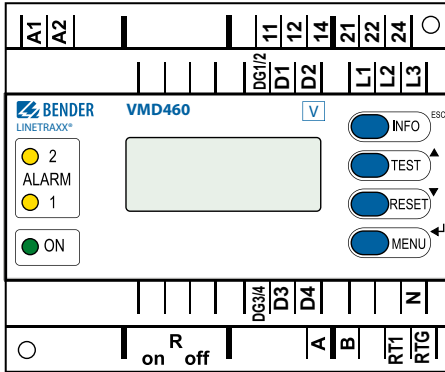 A1 A2 11 12 14 21 22 24
DG1/2 D1 D2 L1 L2 L3
BENDER VMD460 V ESC
LINETRAXX® INFO
2 TEST
ALARM
1 RESET
ON MENU
DG3/4 D3 D4 N
R A B RT1 RTG
on off